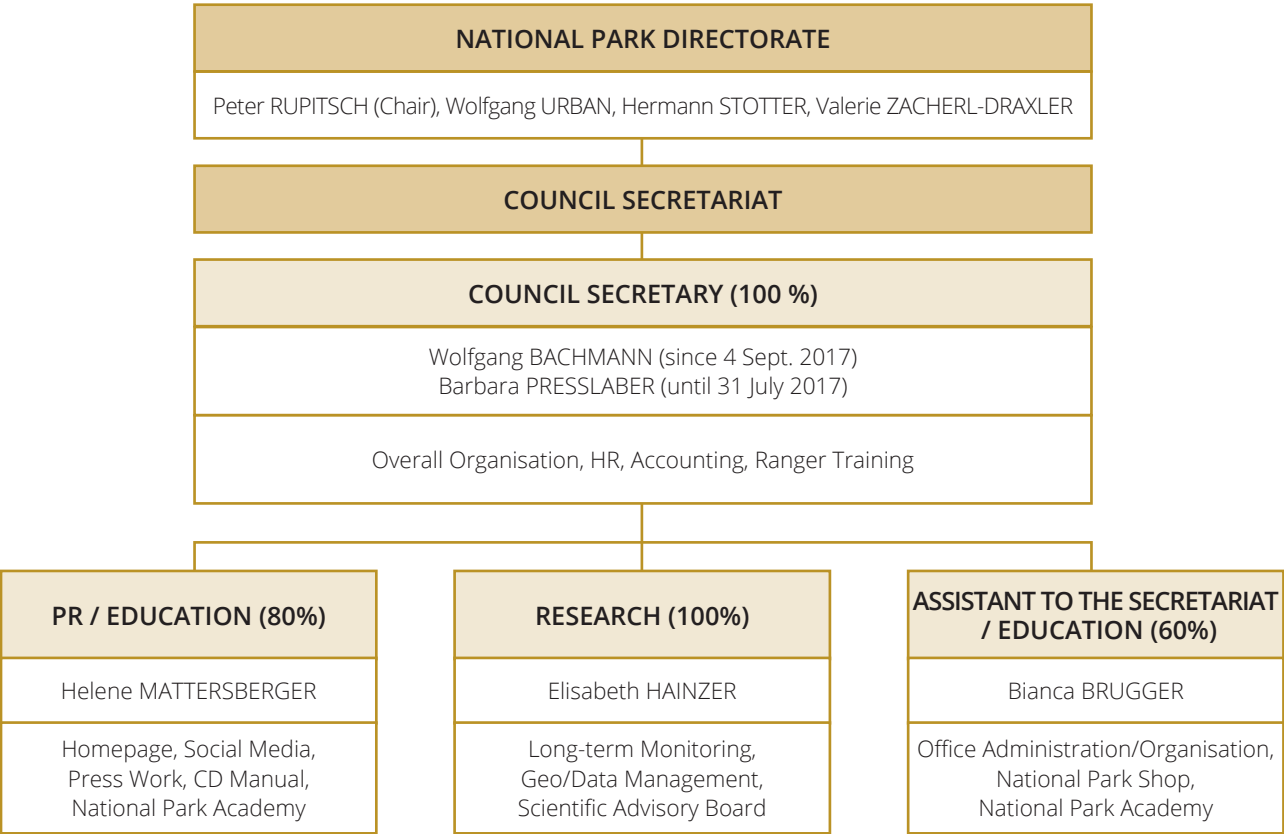 NATIONAL PARK DIRECTORATE
Peter RUPITSCH (Chair), Wolfgang URBAN, Hermann STOTTER, Valerie ZACHERL-DRAXLER
COUNCIL SECRETARIAT
COUNCIL SECRETARY (100 %)
Wolfgang BACHMANN (since 4 Sept. 2017)
Barbara PRESSLABER (until 31 July 2017)
Overall Organisation, HR, Accounting, Ranger Training
PR / EDUCATION (80%)
Helene MATTERSBERGER
Homepage, Social Media,
Press Work, CD Manual,
National Park Academy
RESEARCH (100%)
Elisabeth HAINZER
Long-term Monitoring,
Geo/Data Management,
Scientific Advisory Board
ASSISTANT TO THE SECRETARIAT
/ EDUCATION (60%)
Bianca BRUGGER
Office Administration/Organisation,
National Park Shop,
National Park Academy